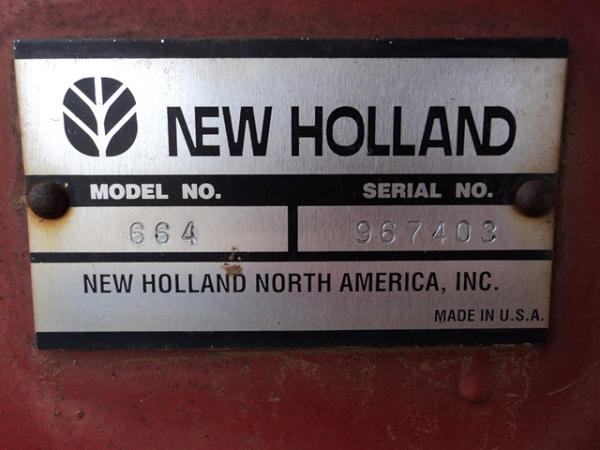 NEW HOLLAND
MODEL NO. SERIAL NO.
664 967403
NEW HOLLAND NORTH AMERICA, INC.
MADE IN U.S.A.